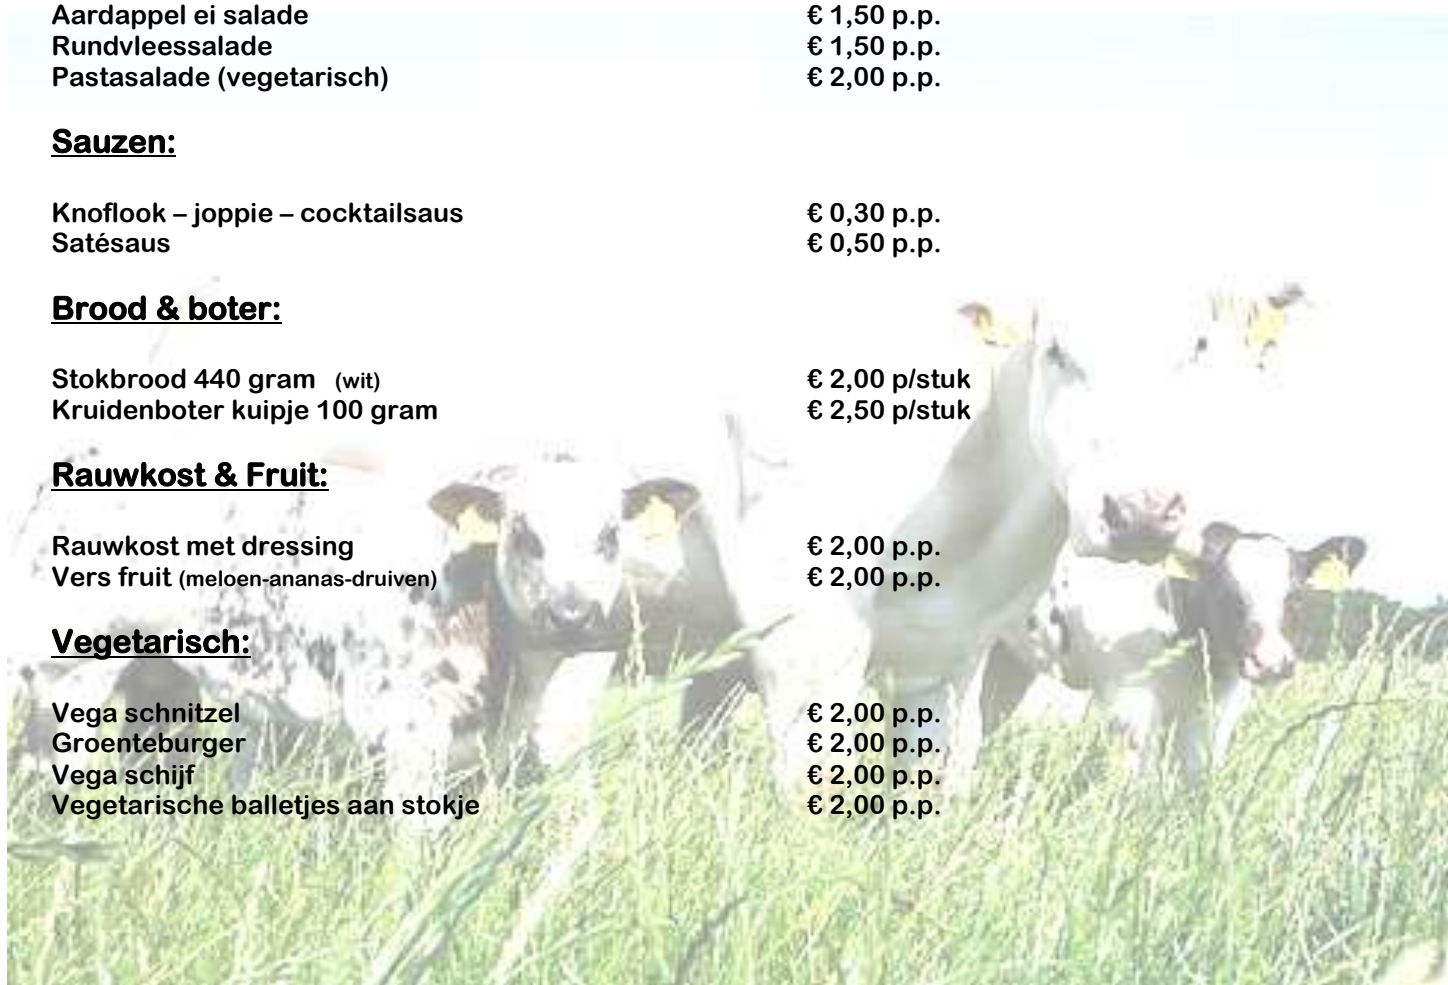 Aardappel ei salade € 1,50 p.p.
Rundvleessalade € 1,50 p.p.
Pastasalade (vegetarisch) € 2,00 p.p.
Sauzen:
Knoflook – joppie – cocktailsaus € 0,30 p.p.
Satésaus € 0,50 p.p.
Brood & boter:
Stokbrood 440 gram (wit) € 2,00 p/stuk
Kruidenboter kuipje 100 gram € 2,50 p/stuk
Rauwkost & Fruit:
Rauwkost met dressing € 2,00 p.p.
Vers fruit (meloen-ananas-druiven) € 2,00 p.p.
Vegetarisch:
Vega schnitzel € 2,00 p.p.
Groenteburger € 2,00 p.p.
Vega schijf € 2,00 p.p.
Vegetarische balletjes aan stokje € 2,00 p.p.